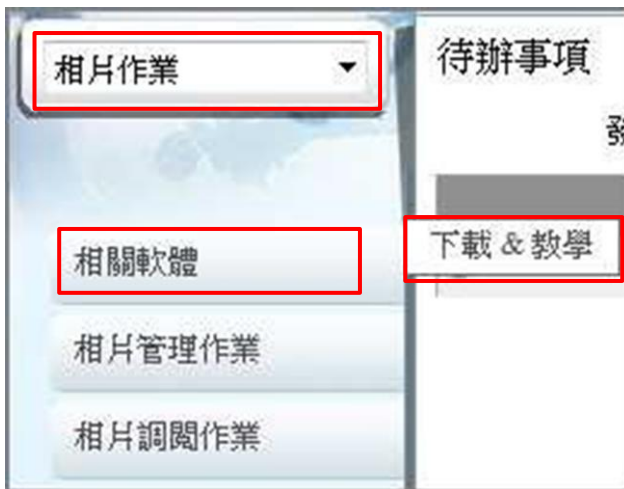 相片作業
待辦事項
相關軟體
下載 & 教學
相片管理作業
相片調閱作業